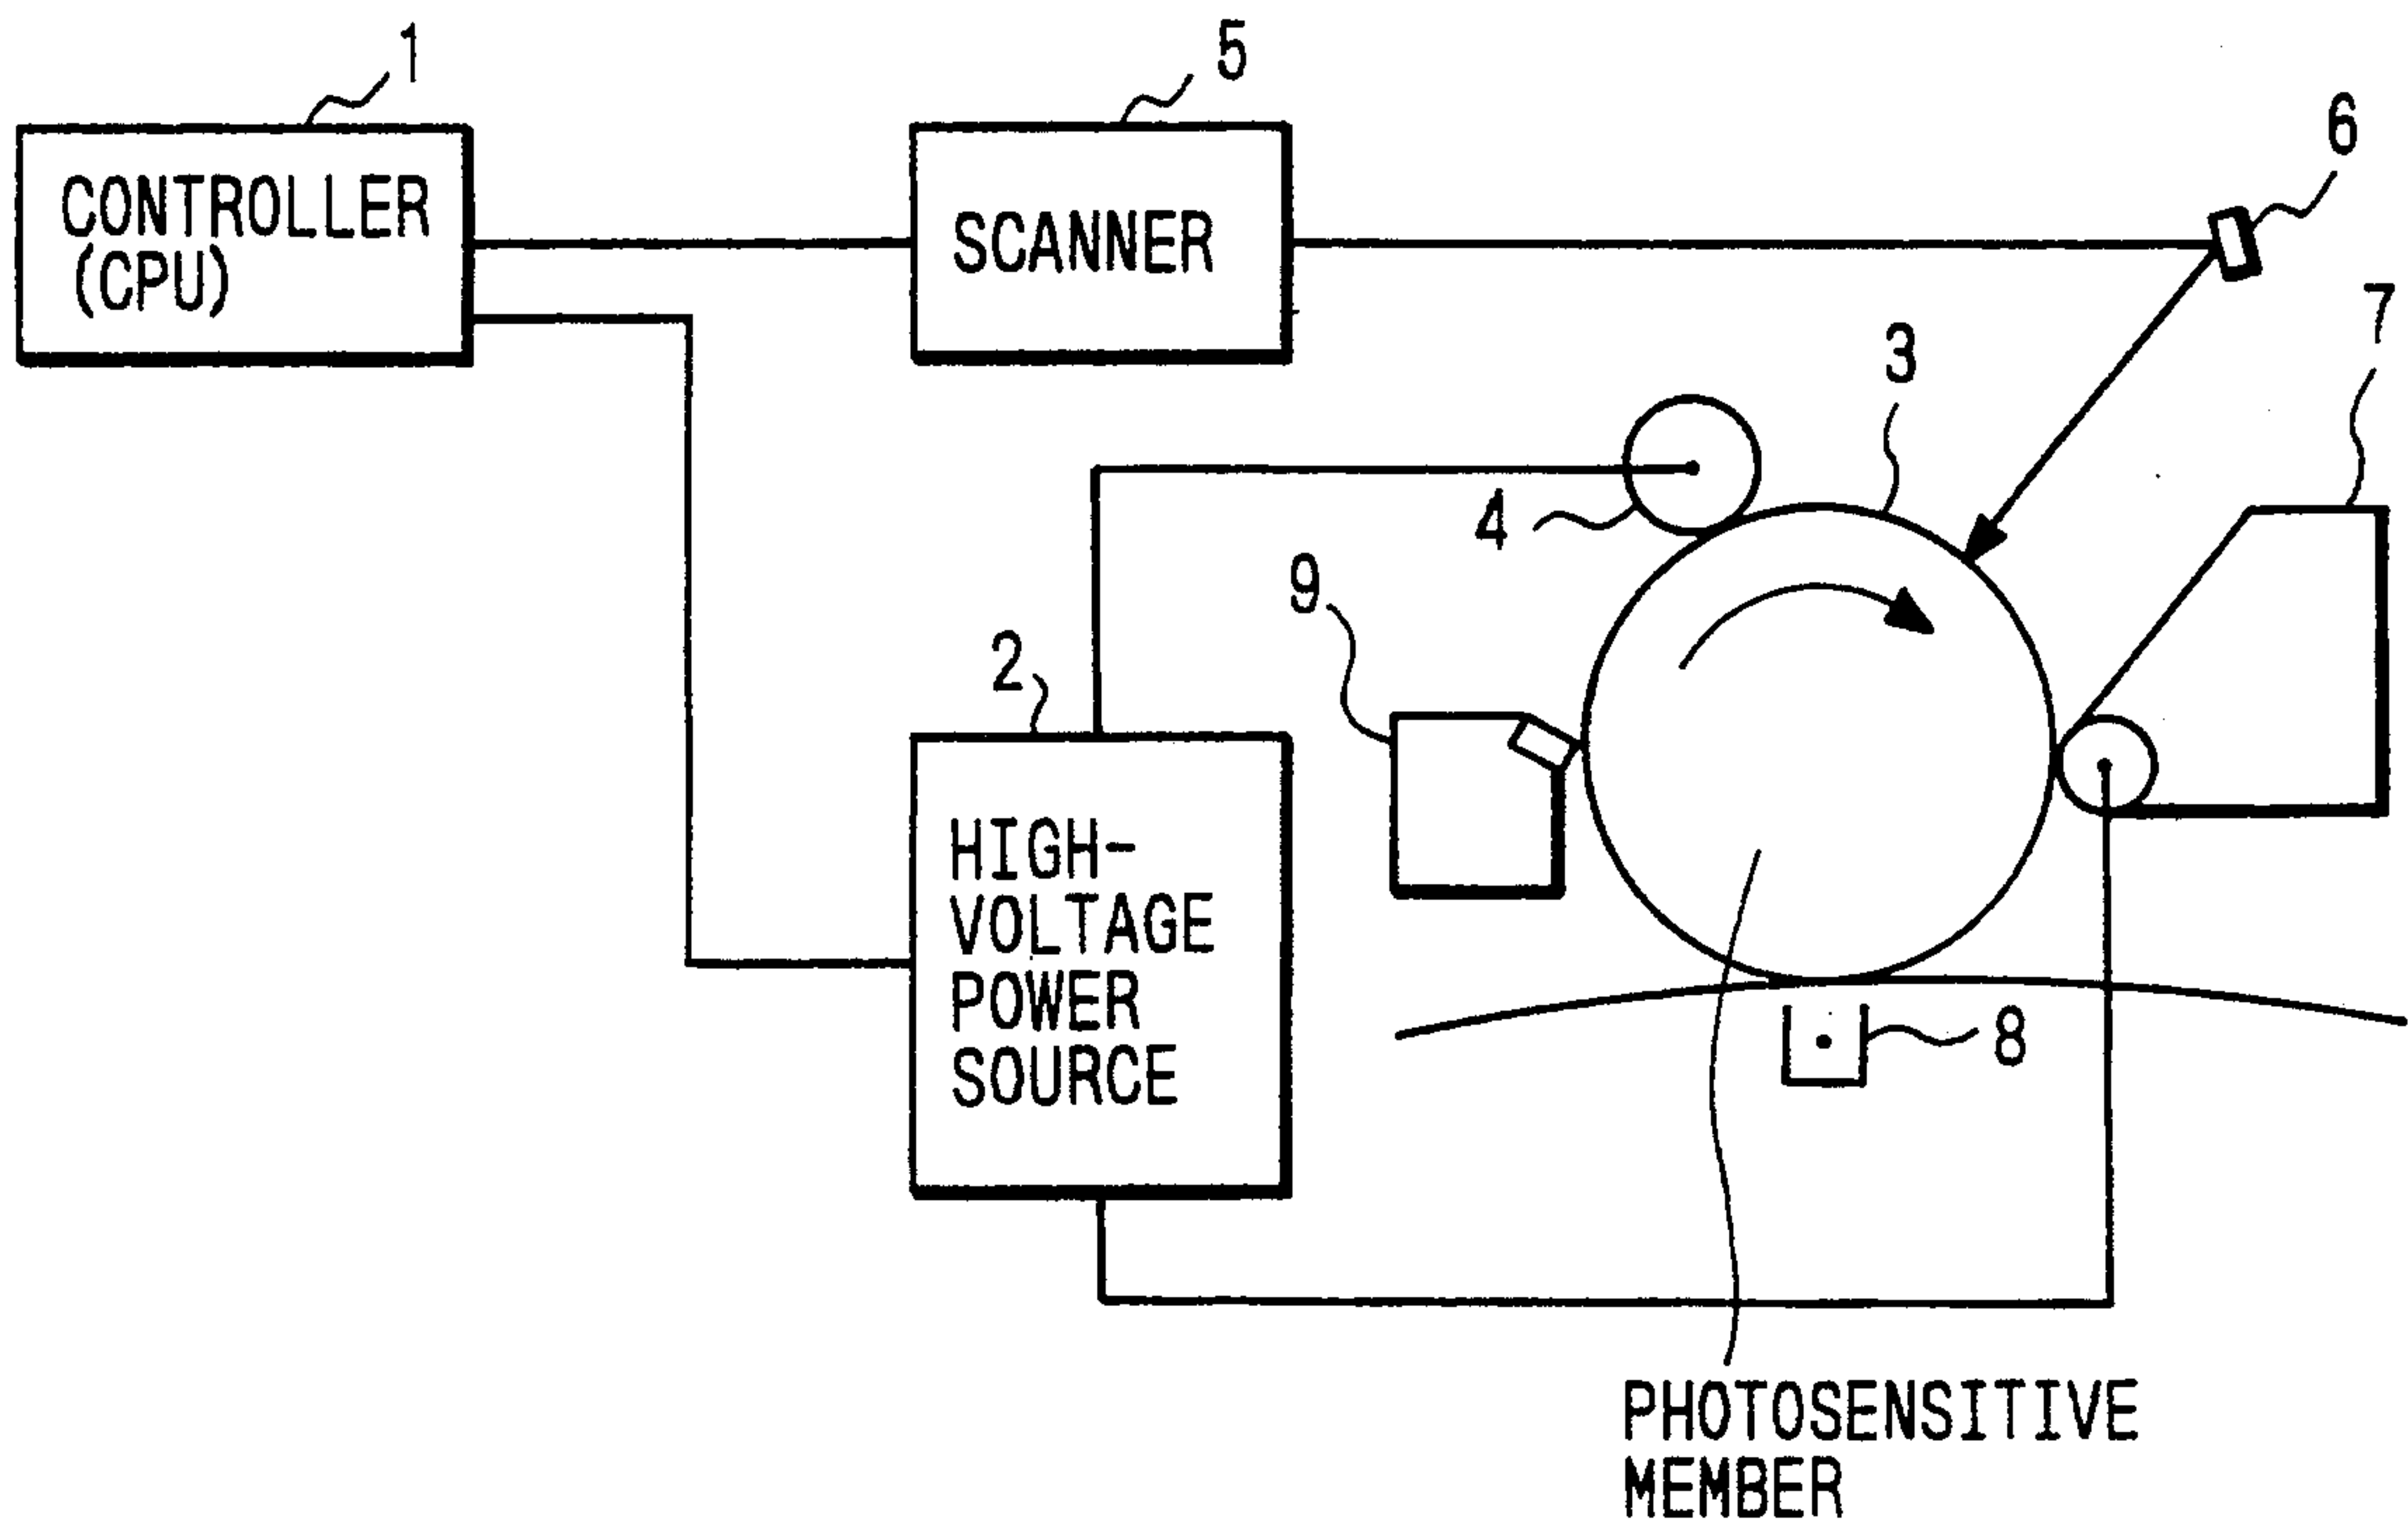 1
5
6
CONTROLLER
(CPU)
SCANNER
7
3
4
9
2
HIGH-
VOLTAGE
POWER
SOURCE
8
PHOTOSENSITIVE
MEMBER